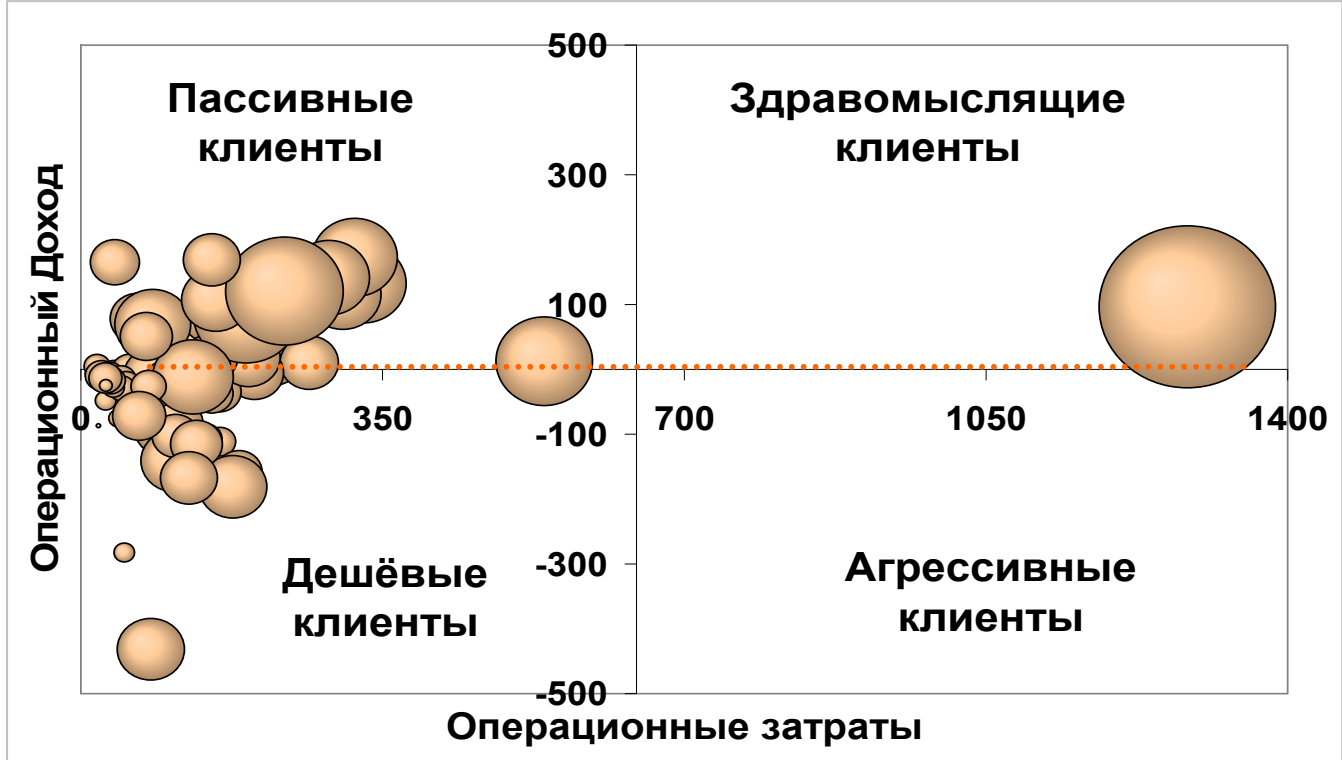 500
Пассивные
клиенты
Здравомыслящие
клиенты
300
Операционный Доход
100
0
350
-100
700
1050
1400
Дешёвые
клиенты
-300
Агрессивные
клиенты
-500
Операционные затраты